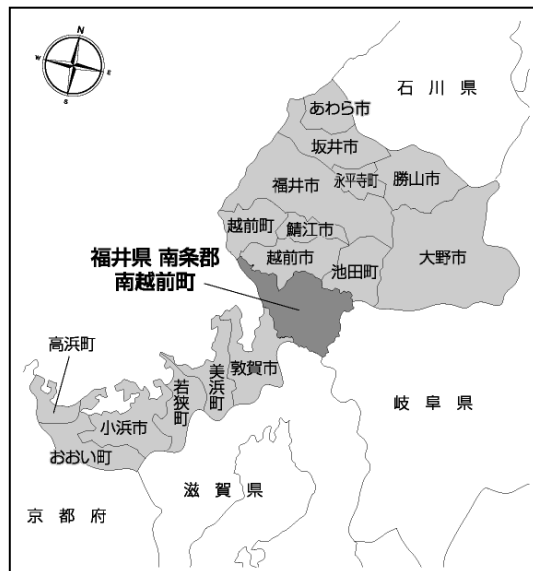 N
W
E
S
石川県
あわら市
坂井市
福井市
永平寺町
勝山市
越前町
鯖江市
福井県 南条郡
南越前町
越前市
池田町
大野市
高浜町
若狭町
美浜町
敦賀市
小浜市
おおい町
岐阜県
滋賀県
京都府